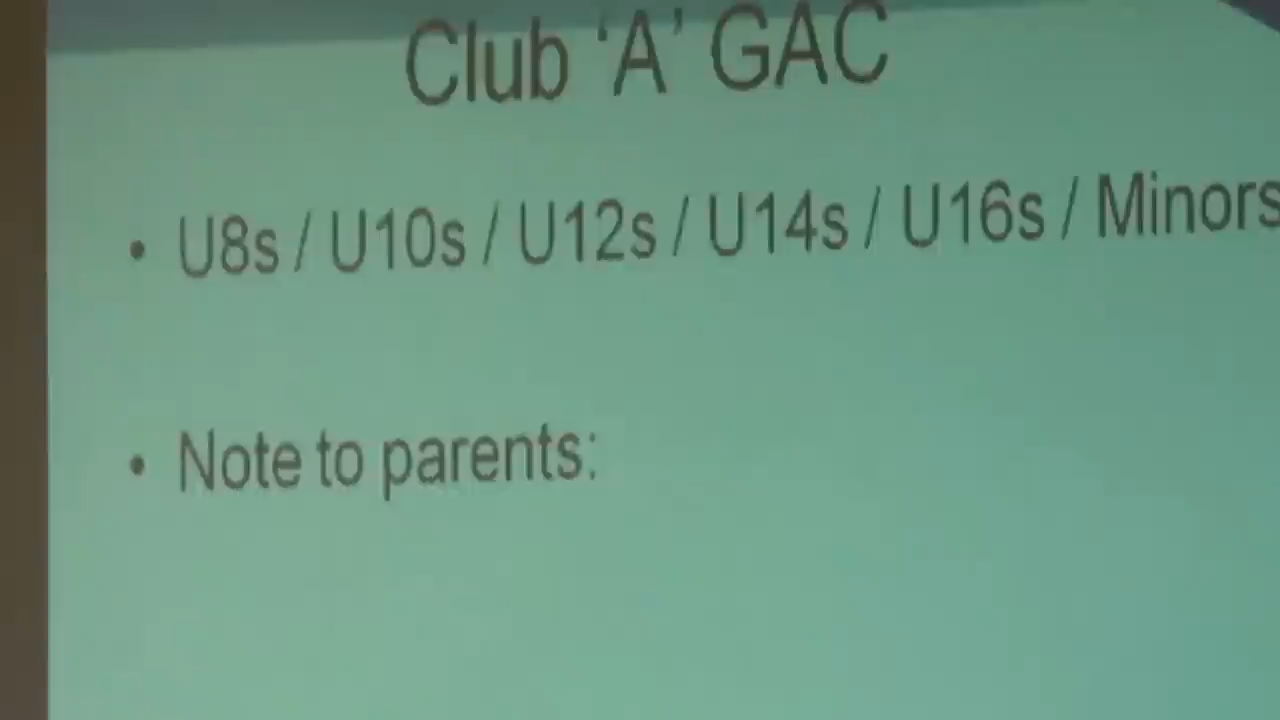 Club ‘A’ GAC
• U8s / U10s / U12s / U14s / U16s / Minors
• Note to parents: